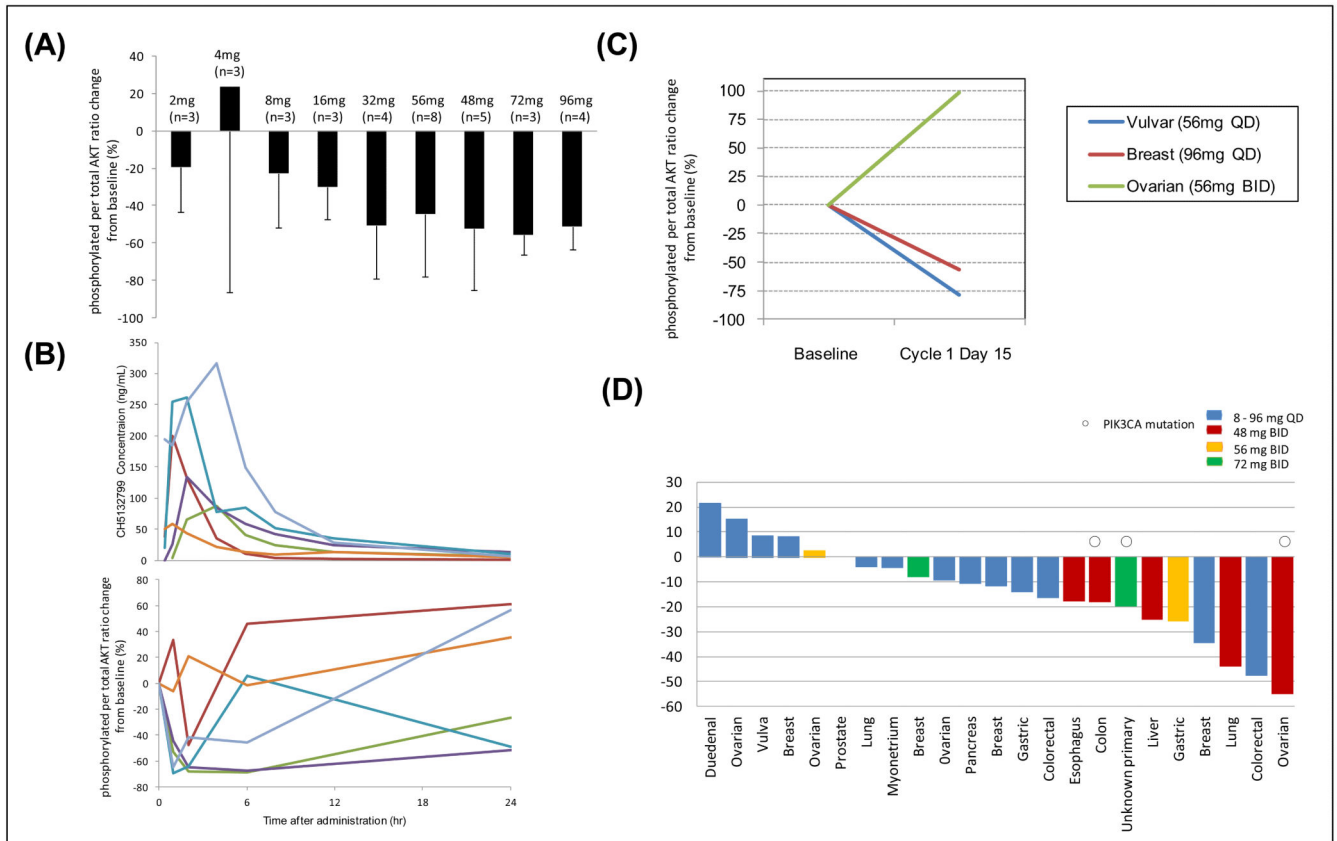 (A)
phosphorylated per total AKT ratio change
from baseline (%)
40
20
0
-20
-40
-60
-80
-100
2mg
(n=3)
4mg
(n=3)
8mg
(n=3)
16mg
(n=3)
32mg
(n=4)
56mg
(n=8)
48mg
(n=5)
72mg
(n=3)
96mg
(n=4)
(B)
CH5132799 Concentraion (ng/mL)
350
300
250
200
150
100
50
0
phosphorylated per total AKT ratio change
from baseline (%)
80
60
40
20
0
-20
-40
-60
-80
0 6 12 18 24
Time after administration (hr)
(C)
phosphorylated per total AKT ratio change
from baseline (%)
100
75
50
25
0
-25
-50
-75
-100
Baseline Cycle 1 Day 15
Vulvar (56mg QD)
Breast (96mg QD)
Ovarian (56mg BID)
(D)
PIK3CA mutation
8 - 96 mg QD
48 mg BID
56 mg BID
72 mg BID
30
20
10
0
-10
-20
-30
-40
-50
-60
Duedenal
Ovarian
Vulva
Breast
Ovarian
Prostate
Lung
Myonetrium
Breast
0varian
Pancreas
Breast
Gastric
Colorectal
Esophagus
Colon
Unknown primary
Liver
Gastric
Breast
Lung
Colorectal
Ovarian